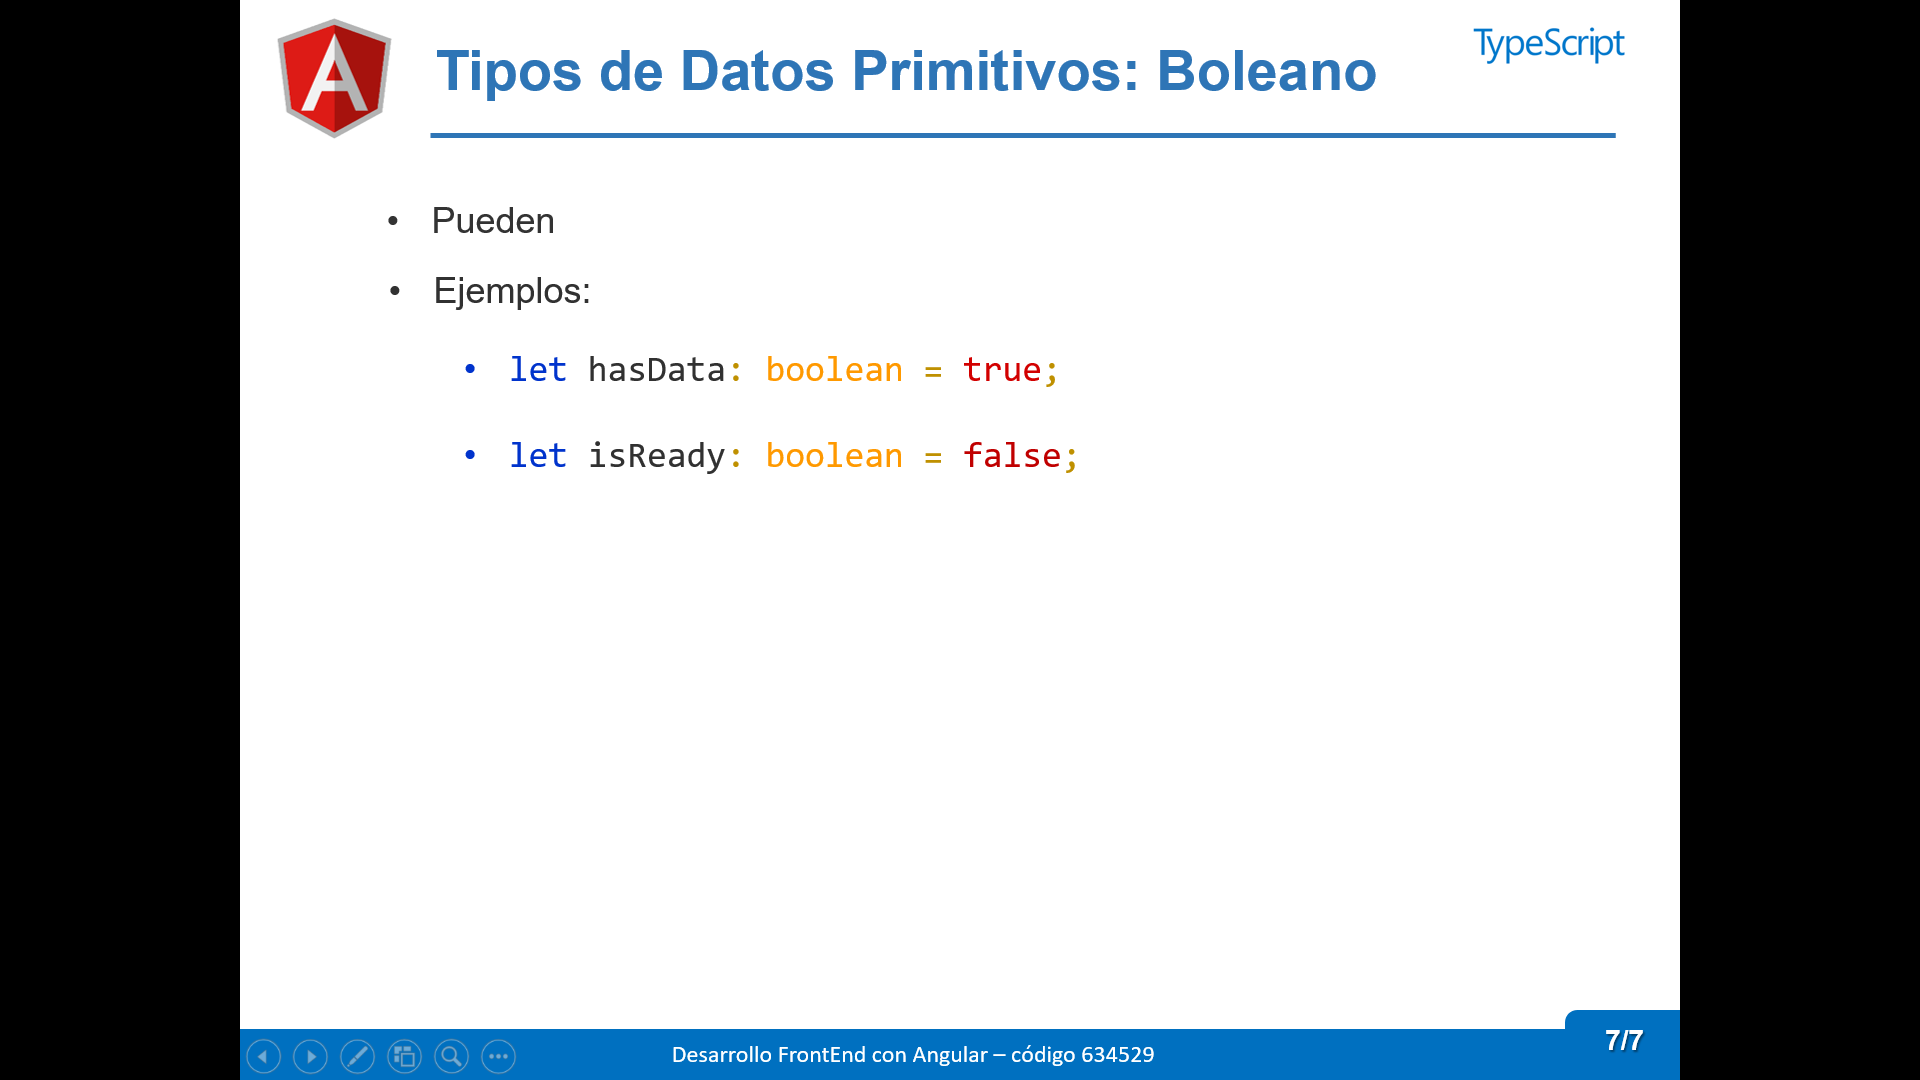 Tipos de Datos Primitivos: Boleano
TypeScript
• Pueden
• Ejemplos:
• let hasData: boolean = true;
• let isReady: boolean = false;
Desarrollo FrontEnd con Angular – código 634529
7/7